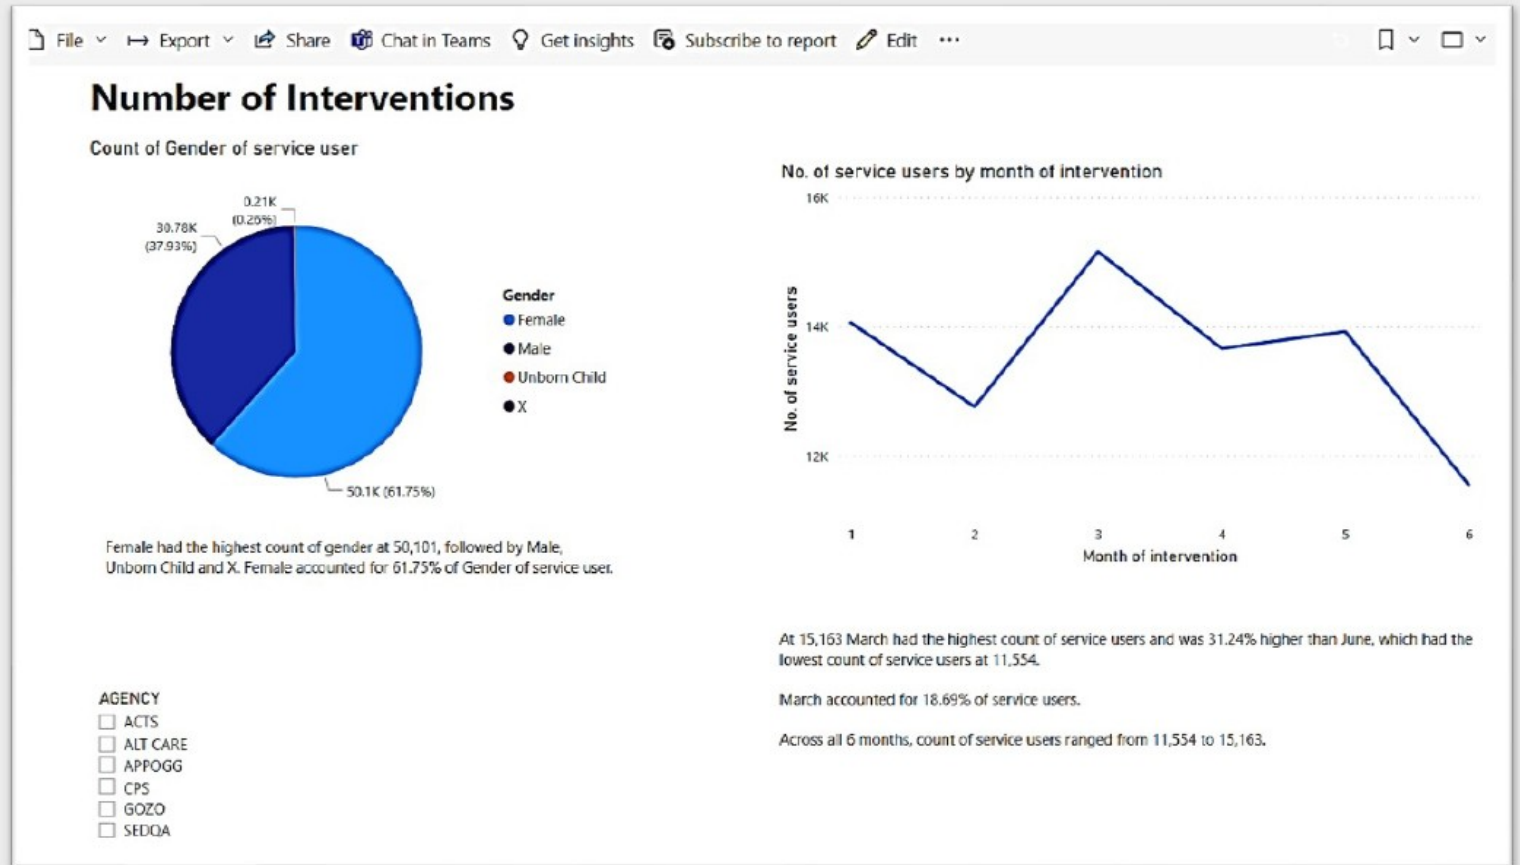 File Export Share Chat in Teams Get insights Subscribe to report Edit ...
Number of Interventions
Count of Gender of service user
0.21K
(0.26%)
30.78K
(37.93%)
50.1K (61.75%)
Gender
Female
Male
Unborn Child
X
Female had the highest count of gender at 50,101, followed by Male,
Unborn Child and X. Female accounted for 61.75% of Gender of service user.
AGENCY
ACTS
ALT CARE
APPOGG
CPS
GOZO
SEDQA
No. of service users by month of intervention
16K
14K
12K
No. of service users
1 2 3 4 5 6
Month of intervention
At 15,163 March had the highest count of service users and was 31.24% higher than June, which had the
lowest count of service users at 11,554.
March accounted for 18.69% of service users.
Across all 6 months, count of service users ranged from 11,554 to 15,163.